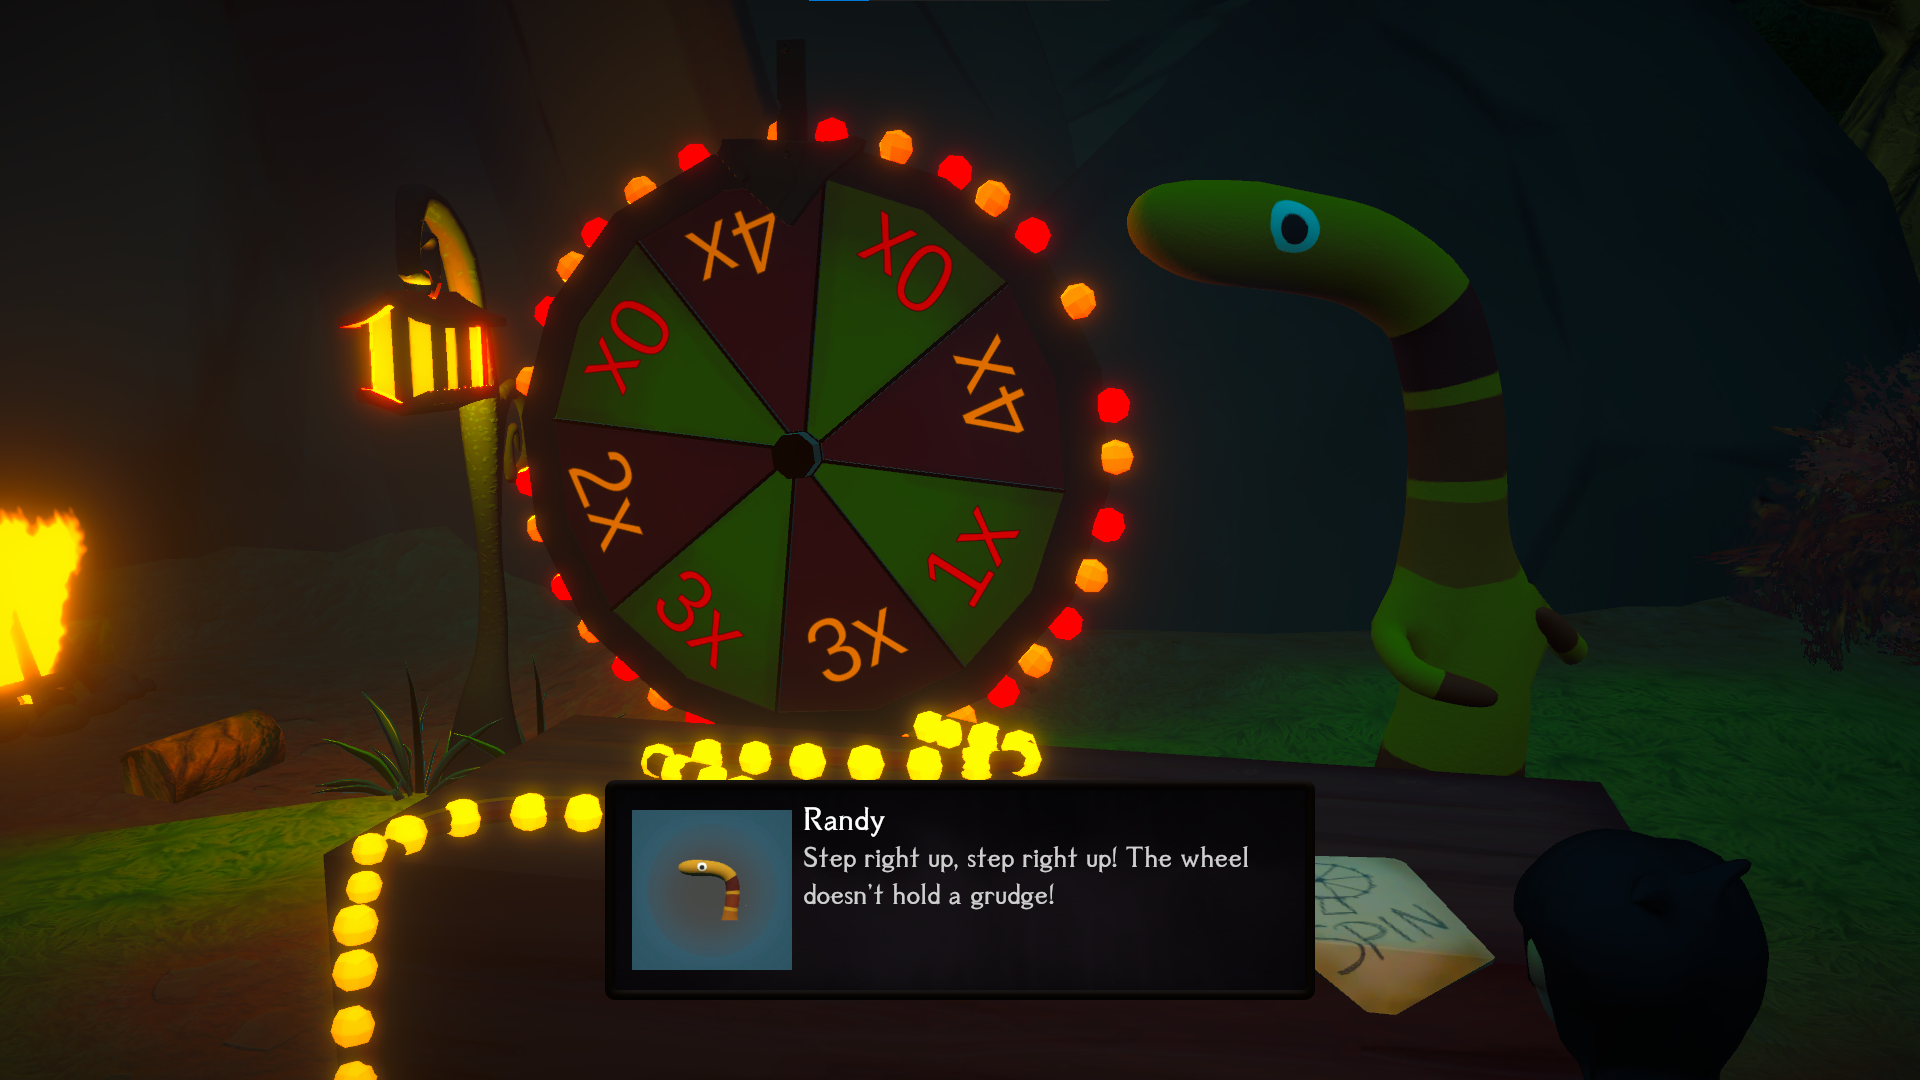 4x
0x
0x
4x
2x
1x
3x
3x
Randy
Step right up, step right up! The wheel
doesn't hold a grudge!
SPIN